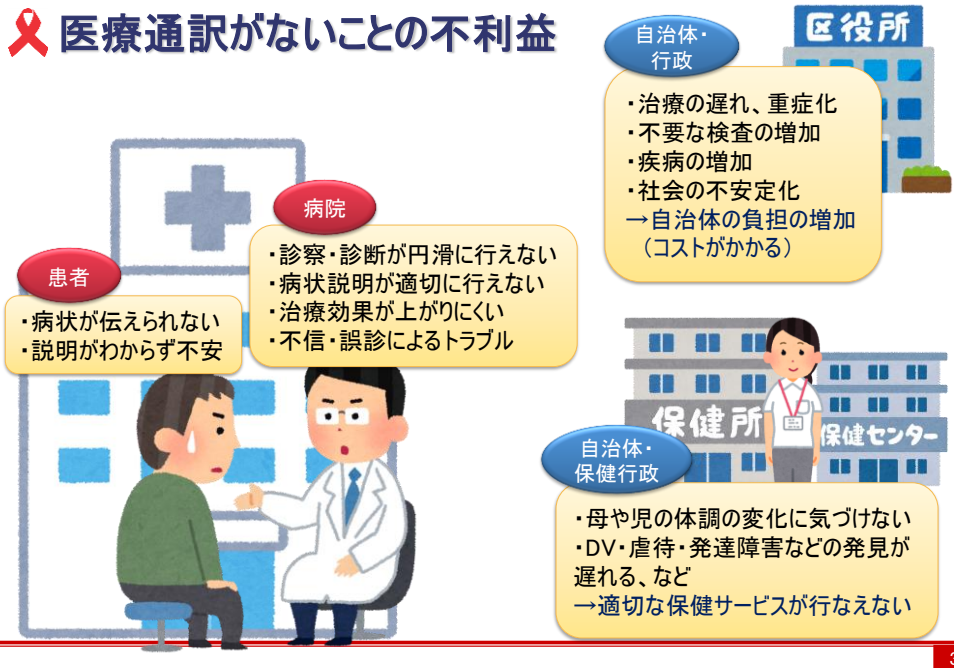 医療通訳がないことの不利益
患者
・病状が伝えられない
・説明がわからず不安
病院
・診察・診断が円滑に行えない
・病状説明が適切に行えない
・治療効果が上がりにくい
・不信・誤診によるトラブル
自治体・
行政
区役所
・治療の遅れ、重症化
・不要な検査の増加
・疾病の増加
・社会の不安定化
→自治体の負担の増加
（コストがかかる）
保健所
保健センター
自治体・
保健行政
・母や児の体調の変化に気づけない
・DV・虐待・発達障害などの発見が
遅れる、など
→適切な保健サービスが行なえない
3